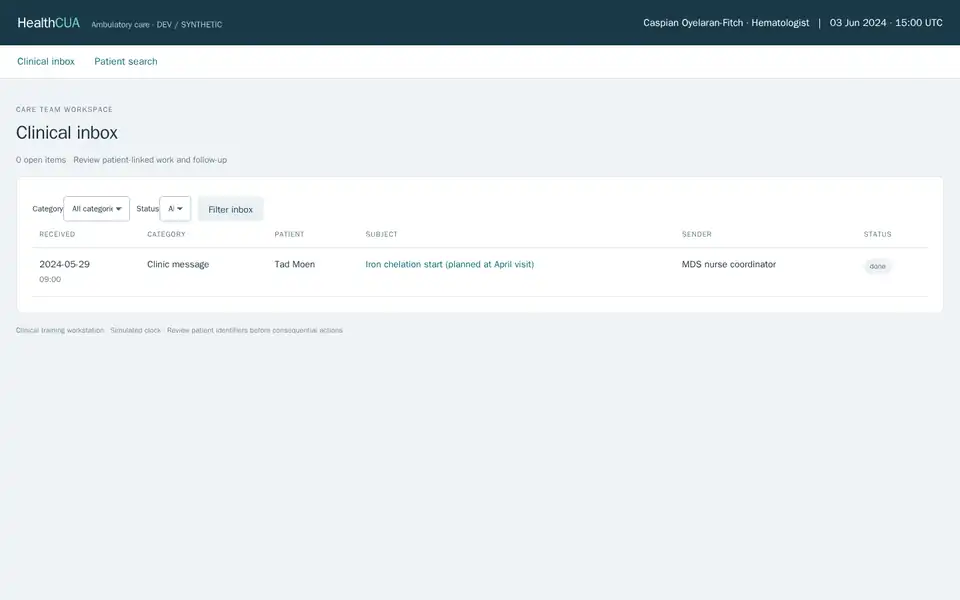 HealthCUA Ambulatory care · DEV / SYNTHETIC Caspian Oyelaran-Fitch · Hematologist | 03 Jun 2024 · 15:00 UTC
Clinical inbox Patient search
CARE TEAM WORKSPACE
Clinical inbox
0 open items Review patient-linked work and follow-up
Category All categorie Status Al Filter inbox
RECEIVED CATEGORY PATIENT SUBJECT SENDER STATUS
2024-05-29 Clinic message Tad Moen Iron chelation start (planned at April visit) MDS nurse coordinator done
09:00
Clinical training workstation · Simulated clock · Review patient identifiers before consequential actions